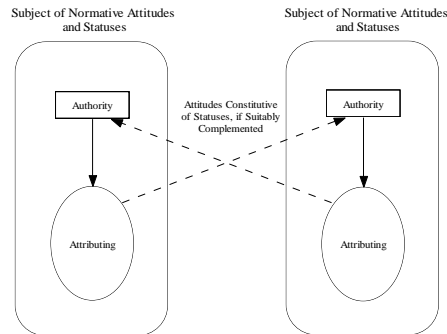 Subject of Normative Attitudes
and Statuses
Subject of Normative Attitudes
and Statuses
Authority
Attitudes Constitutive
of Statuses, if Suitably
Complemented
Authority
Attributing
Attributing